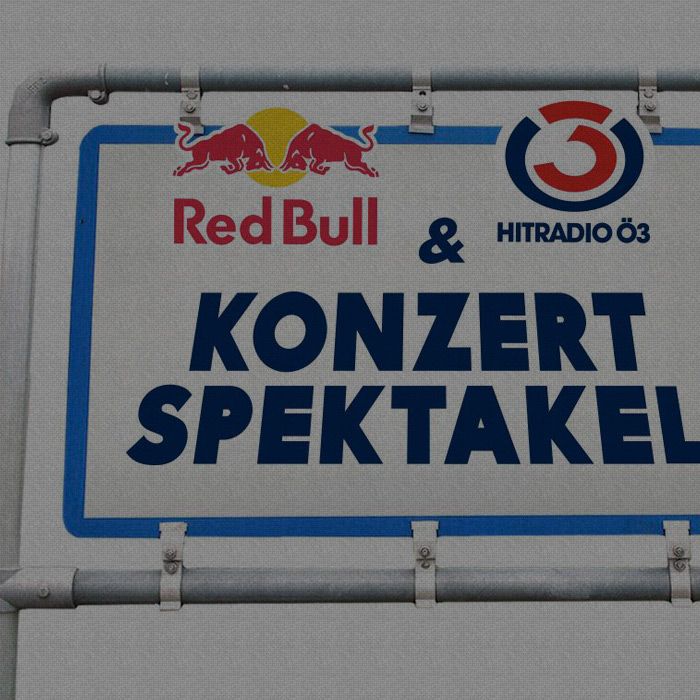 Red Bull
&
HITRADIO Ö3
KONZERT
SPEKTAKEL